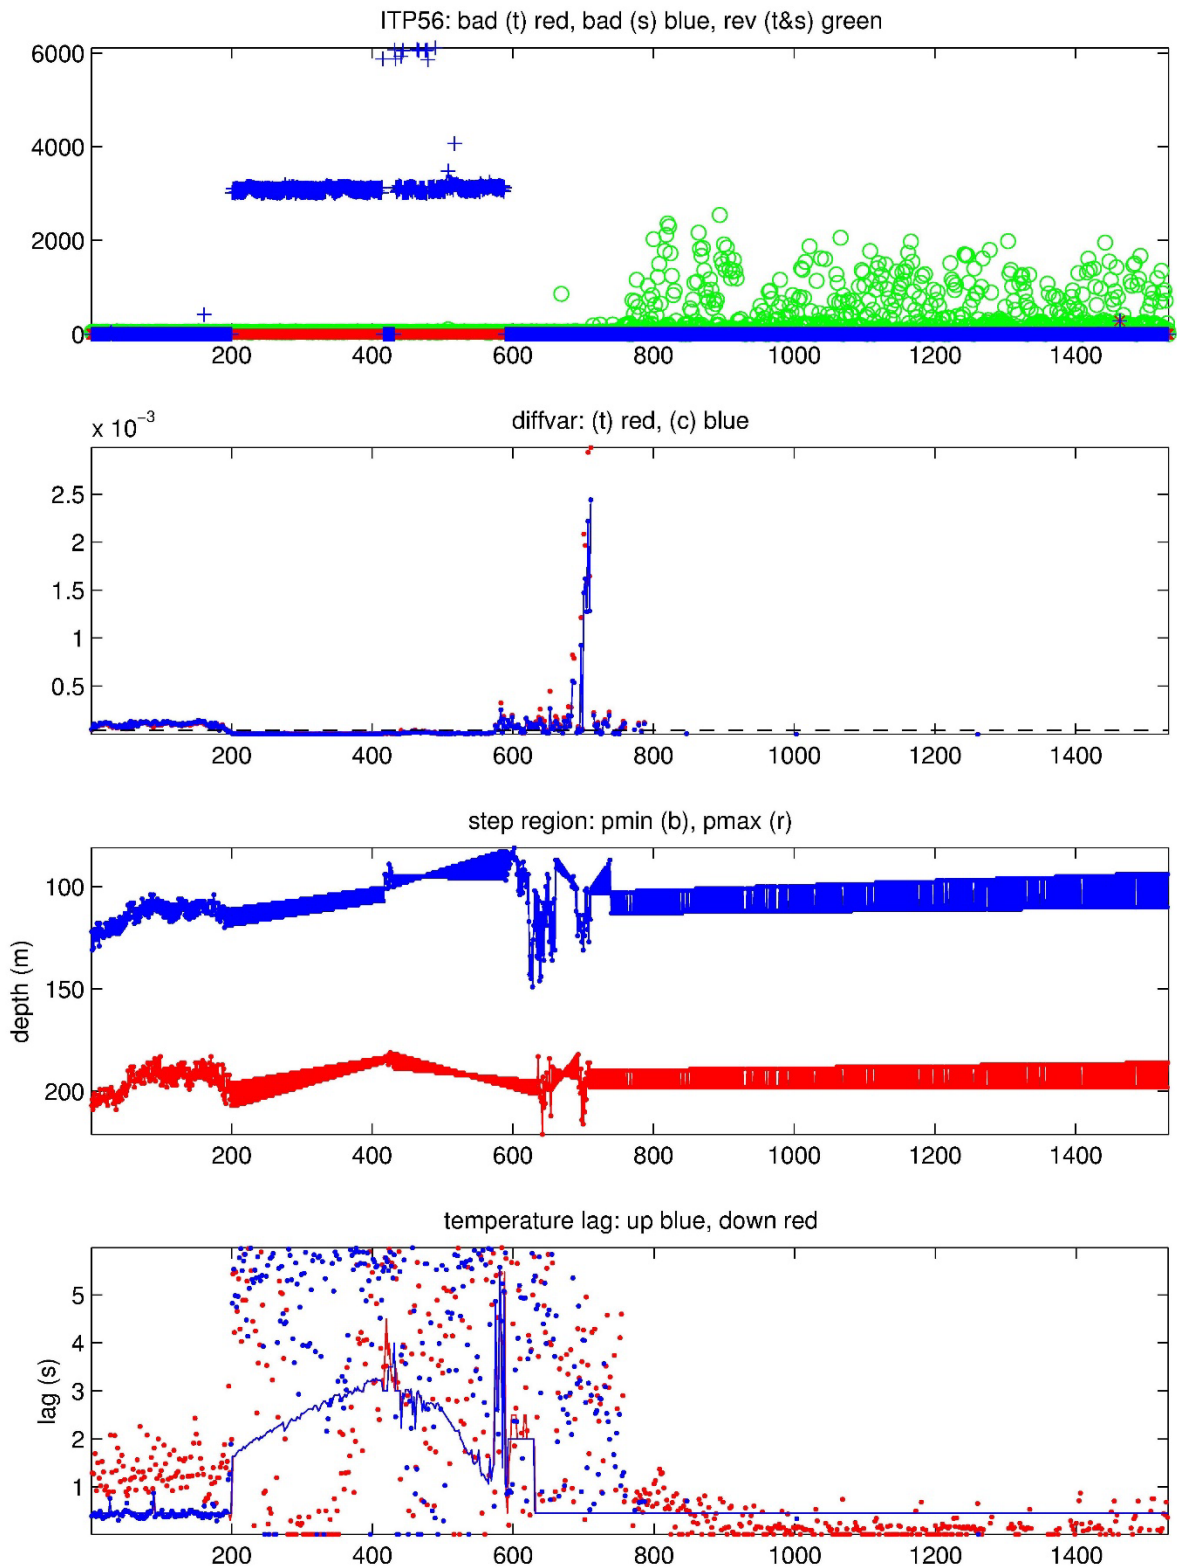 ITP56: bad (t) red, bad (s) blue, rev (t&s) green
6000
4000
2000
0
200 400 600 800 1000 1200 1400
x 10−3
diffvar: (t) red, (c) blue
2.5
2
1.5
1
0.5
200 400 600 800 1000 1200 1400
step region: pmin (b), pmax (r)
100
150
200
depth (m)
200 400 600 800 1000 1200 1400
temperature lag: up blue, down red
5
4
3
2
1
lag (s)
200 400 600 800 1000 1200 1400